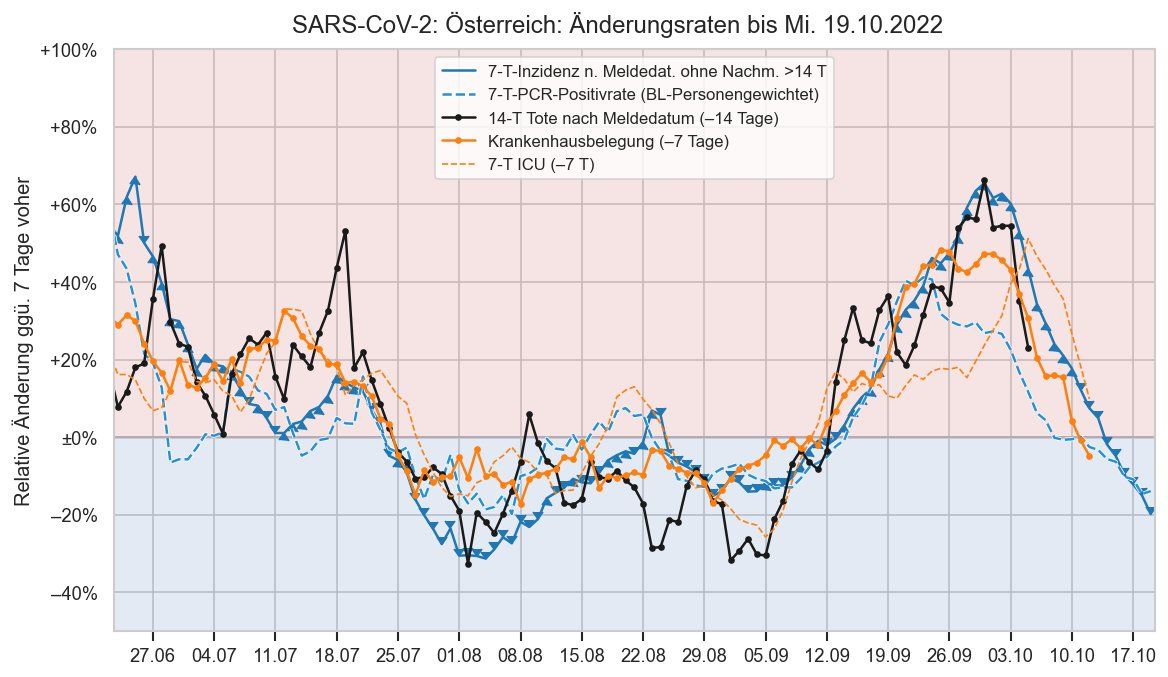 SARS-CoV-2: Österreich: Änderungsraten bis Mi. 19.10.2022
Relative Änderung ggü. 7 Tage voher
+100%
+80%
+60%
+40%
+20%
±0%
–20%
–40%
7-T-Inzidenz n. Meldedat. ohne Nachm. >14 T
7-T-PCR-Positivrate (BL-Personengewichtet)
14-T Tote nach Meldedatum (–14 Tage)
Krankenhausbelegung (–7 Tage)
7-T ICU (–7 T)
27.06 04.07 11.07 18.07 25.07 01.08 08.08 15.08 22.08 29.08 05.09 12.09 19.09 26.09 03.10 10.10 17.10